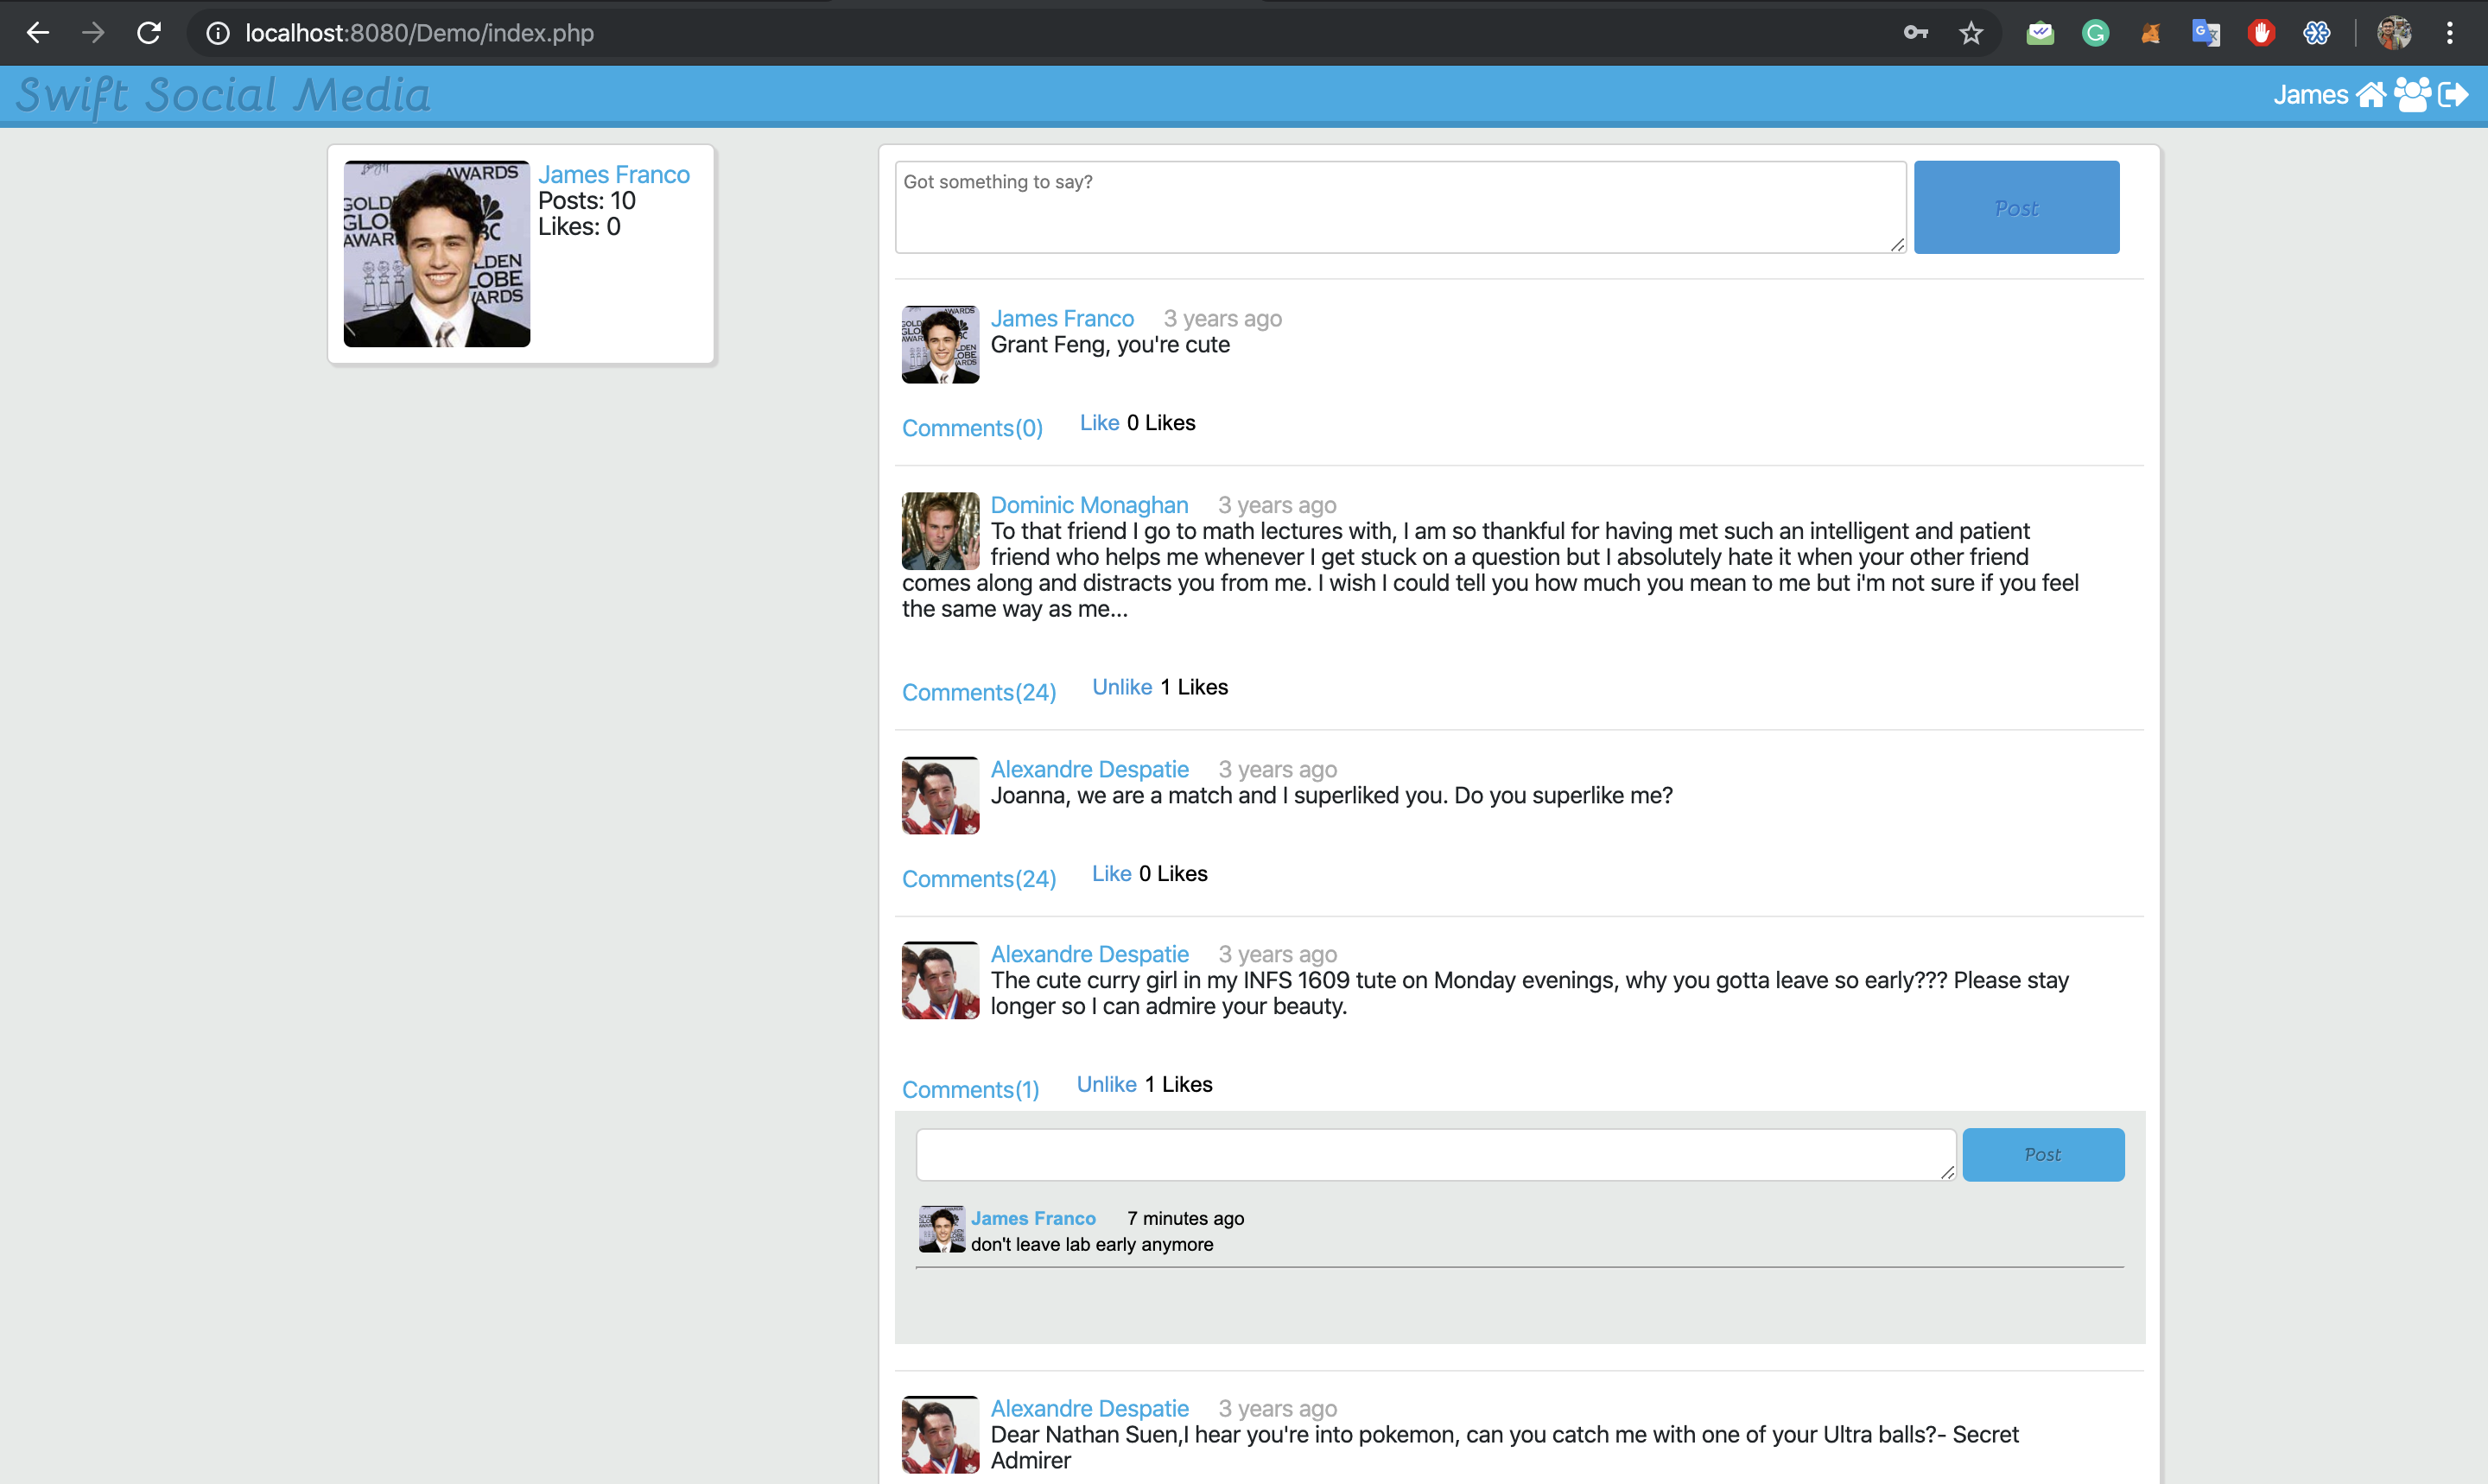 localhost:8080/Demo/index.php
Swift Social Media
James
AWARDS
GOLD
GLO
BC
AWAR
LDEN
OBE
ARDS
James Franco
Posts: 10
Likes: 0
Got something to say?
Post
James Franco 3 years ago
Grant Feng, you're cute
Comments(0) Like 0 Likes
Dominic Monaghan 3 years ago
To that friend I go to math lectures with, I am so thankful for having met such an intelligent and patient
friend who helps me whenever I get stuck on a question but I absolutely hate it when your other friend
comes along and distracts you from me. I wish I could tell you how much you mean to me but i'm not sure if you feel
the same way as me...
Comments(24) Unlike 1 Likes
Alexandre Despatie 3 years ago
Joanna, we are a match and I superliked you. Do you superlike me?
Comments(24) Like 0 Likes
Alexandre Despatie 3 years ago
The cute curry girl in my INFS 1609 tute on Monday evenings, why you gotta leave so early??? Please stay
longer so I can admire your beauty.
Comments(1) Unlike 1 Likes
Post
James Franco 7 minutes ago
don't leave lab early anymore
Alexandre Despatie 3 years ago
Dear Nathan Suen,I hear you're into pokemon, can you catch me with one of your Ultra balls?- Secret
Admirer